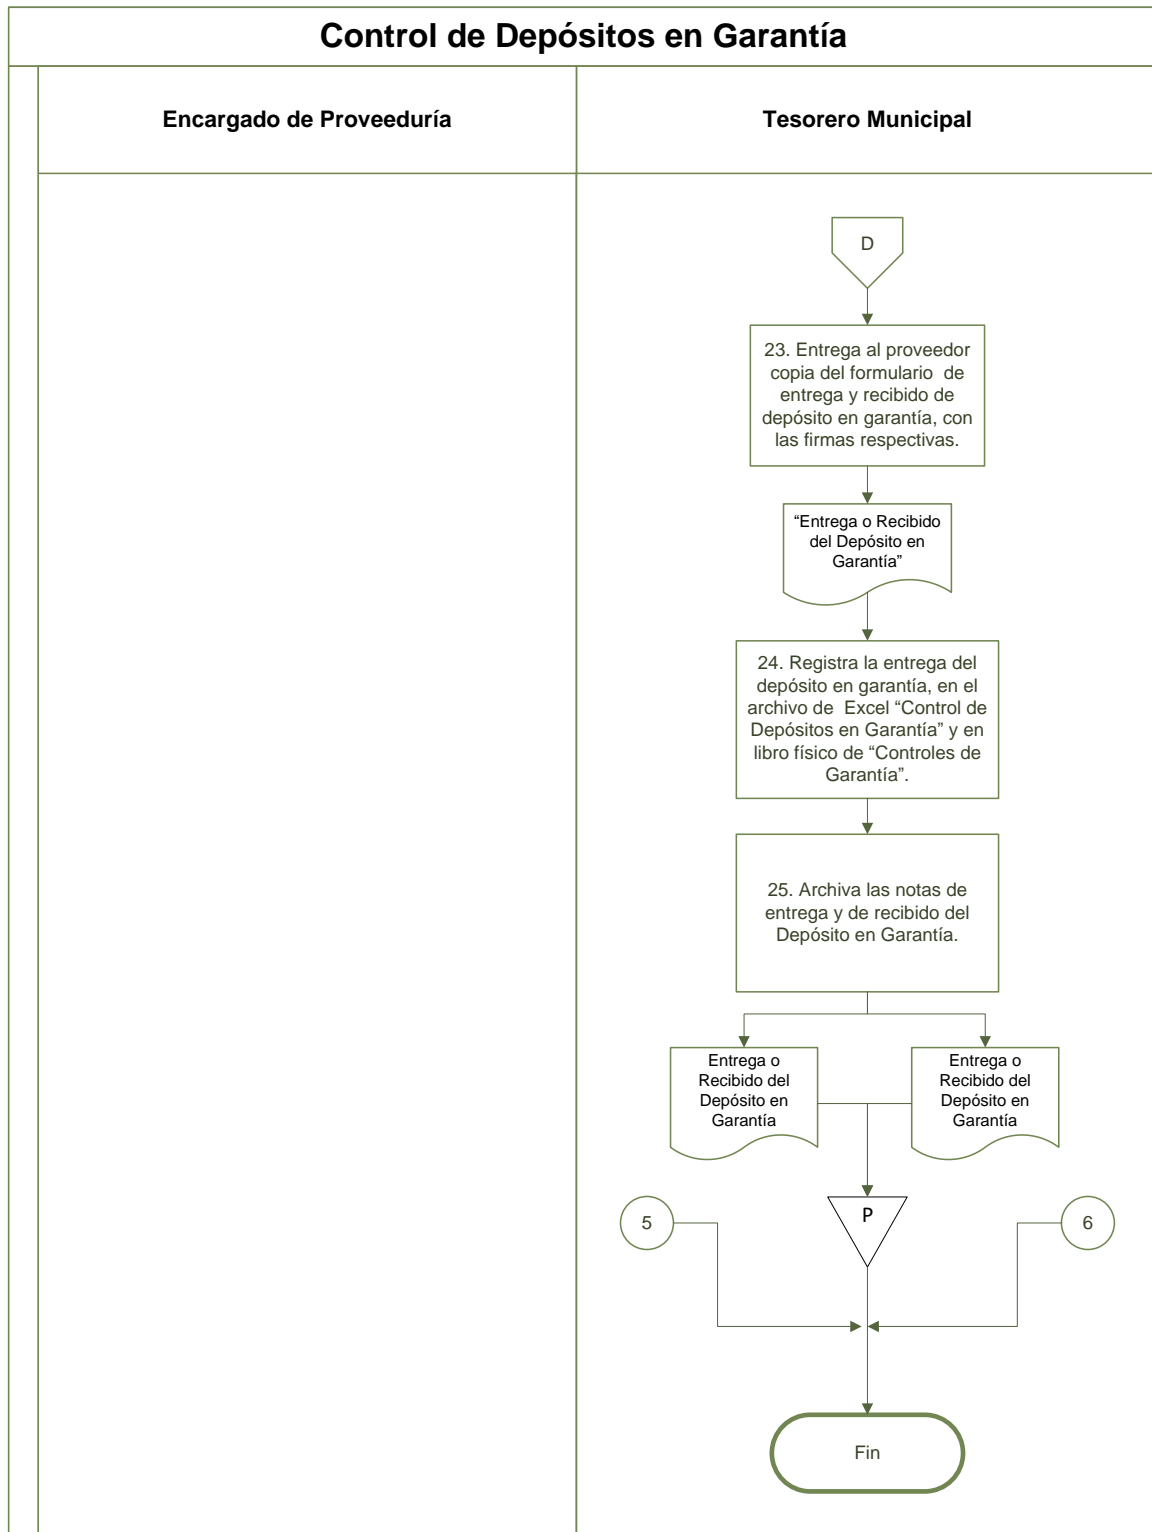 Control de Depósitos en Garantía
Encargado de Proveeduría
Tesorero Municipal
D
23. Entrega al proveedor
copia del formulario  de
entrega y recibido de
depósito en garantía, con
las firmas respectivas.
“Entrega o Recibido
del Depósito en
Garantía”
24. Registra la entrega del
depósito en garantía, en el
archivo de  Excel “Control de
Depósitos en Garantía” y en
libro físico de “Controles de
Garantía”.
25. Archiva las notas de
entrega y de recibido del
Depósito en Garantía.
Entrega o
Recibido del
Depósito en
Garantía
Entrega o
Recibido del
Depósito en
Garantía
P
5
6
Fin